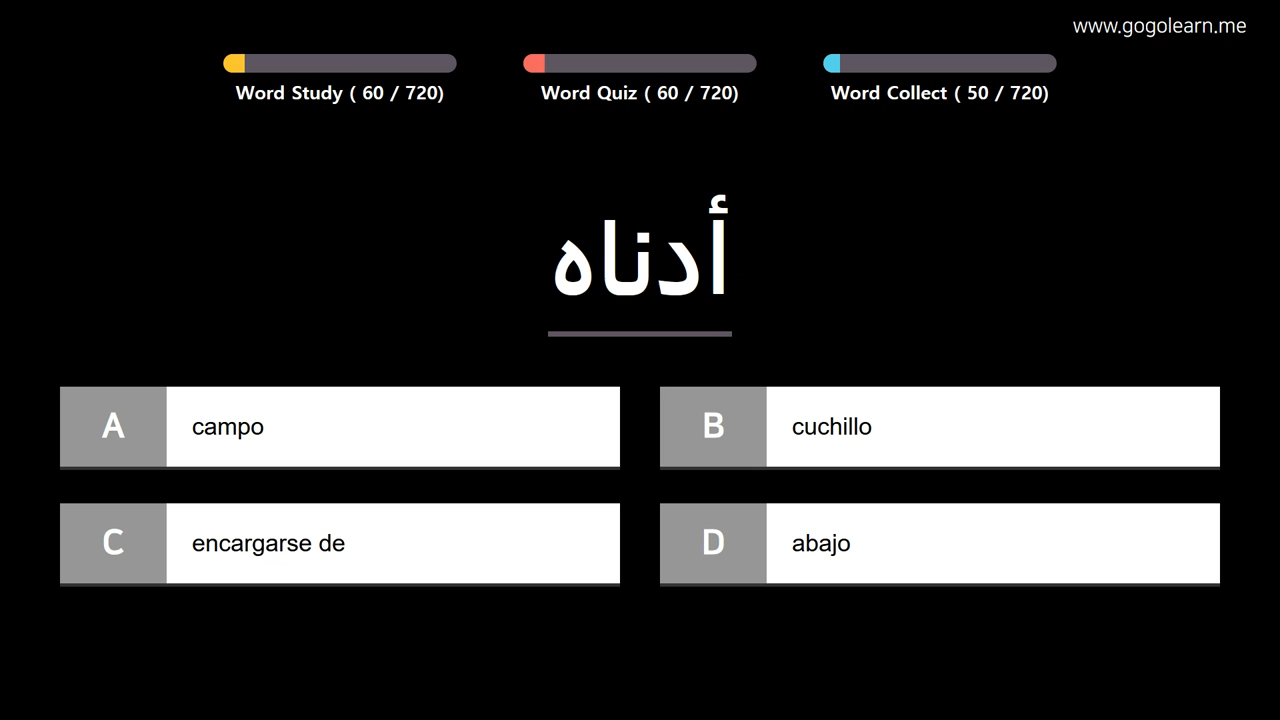 www.gogolearn.me
Word Study ( 60 / 720)
Word Quiz ( 60 / 720)
Word Collect ( 50 / 720)
أدناه
A campo
B cuchillo
C encargarse de
D abajo